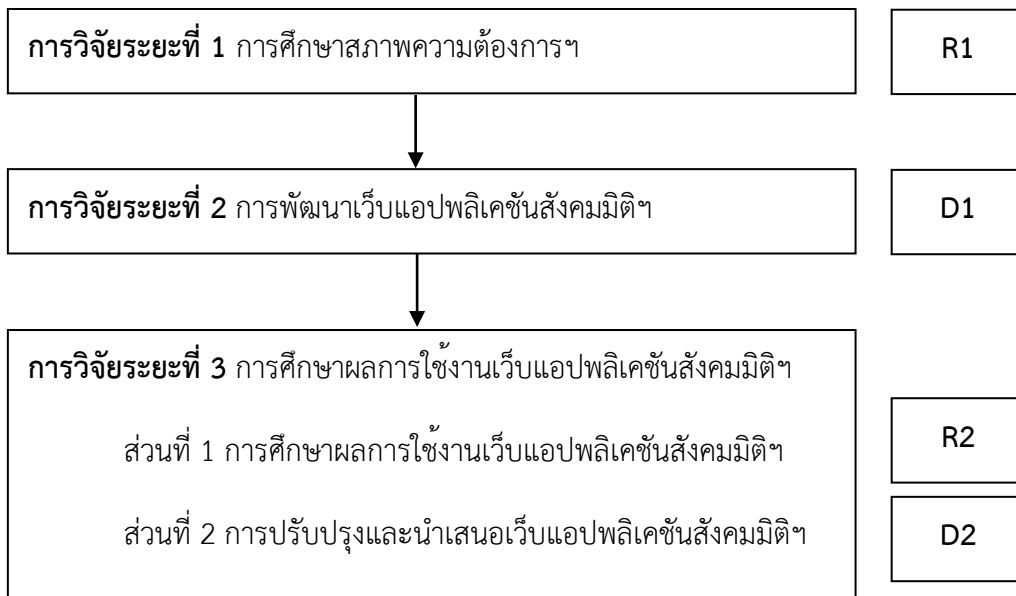 การวิจัยระยะที่ 1 การศึกษาสภาพความต้องการฯ
R1
การวิจัยระยะที่ 2 การพัฒนาเว็บแอปพลิเคชันสังคมมิติฯ
D1
การวิจัยระยะที่ 3 การศึกษาผลการใช้งานเว็บแอปพลิเคชันสังคมมิติฯ
ส่วนที่ 1 การศึกษาผลการใช้งานเว็บแอปพลิเคชันสังคมมิติฯ
R2
ส่วนที่ 2 การปรับปรุงและนำเสนอเว็บแอปพลิเคชันสังคมมิติฯ
D2